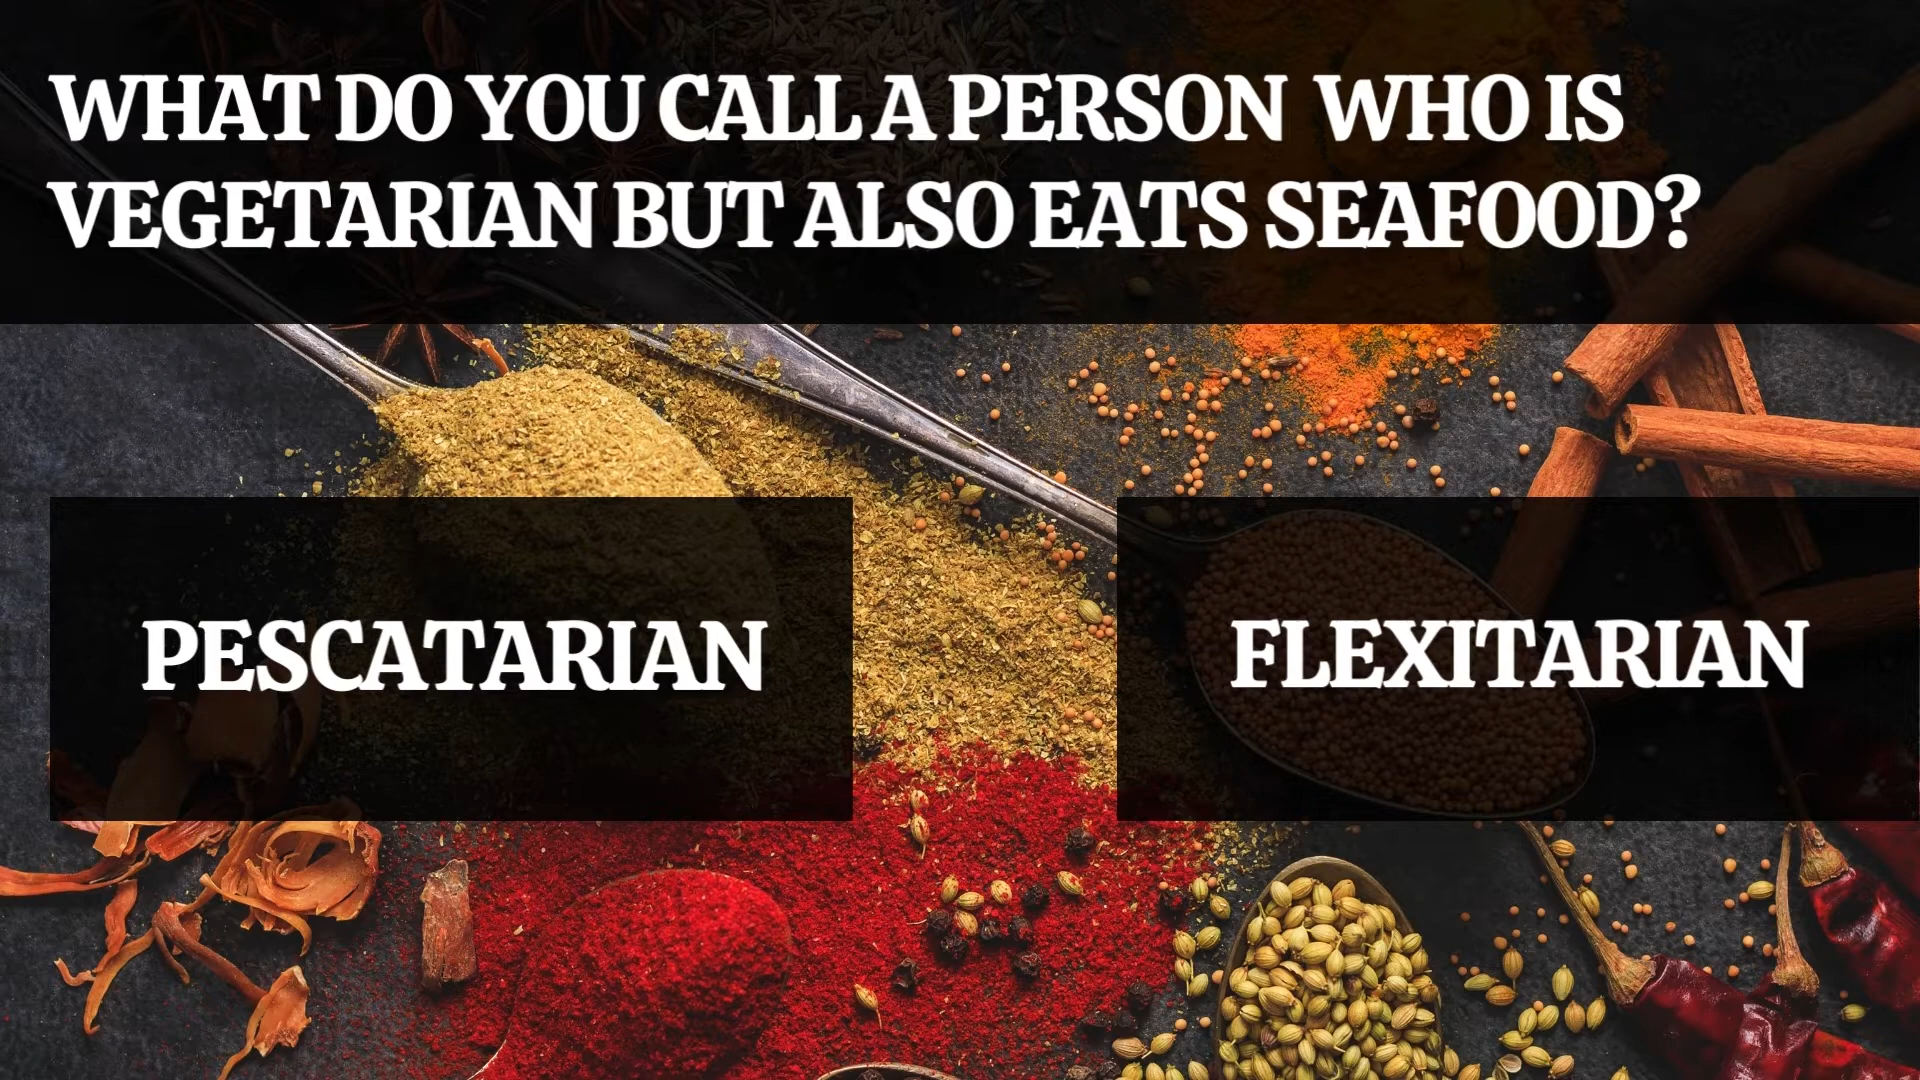 WHAT DO YOU CALL A PERSON WHO IS
VEGETARIAN BUT ALSO EATS SEAFOOD?
PESCATARIAN
FLEXITARIAN